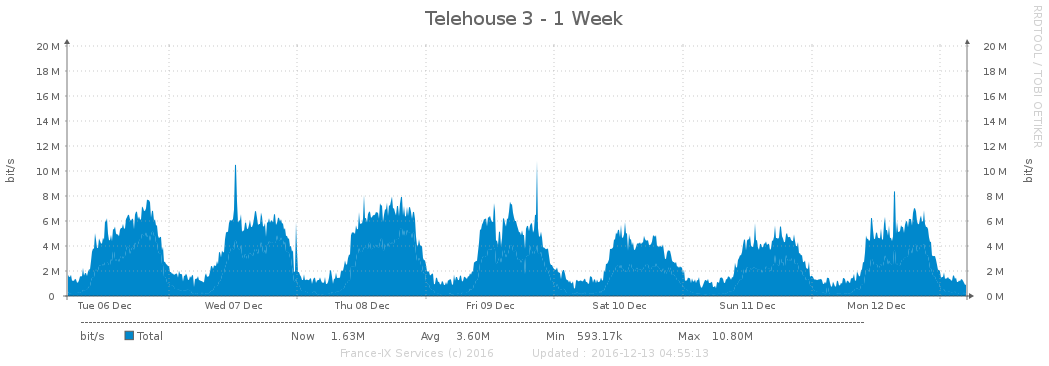 Telehouse 3 - 1 Week
RRDTOOL / TOBI OETIKER
20 M 20 M
18 M 18 M
16 M 16 M
14 M 14 M
12 M 12 M
10 M 10 M
8 M 8 M
6 M 6 M
4 M 4 M
2 M 2 M
0 0 M
bit/s bit/s
Tue 06 Dec Wed 07 Dec Thu 08 Dec Fri 09 Dec Sat 10 Dec Sun 11 Dec Mon 12 Dec
bit/s Total Now 1.63M Avg 3.60M Min 593.17k Max 10.80M
France-IX Services (c) 2016 Updated : 2016-12-13 04:55:13